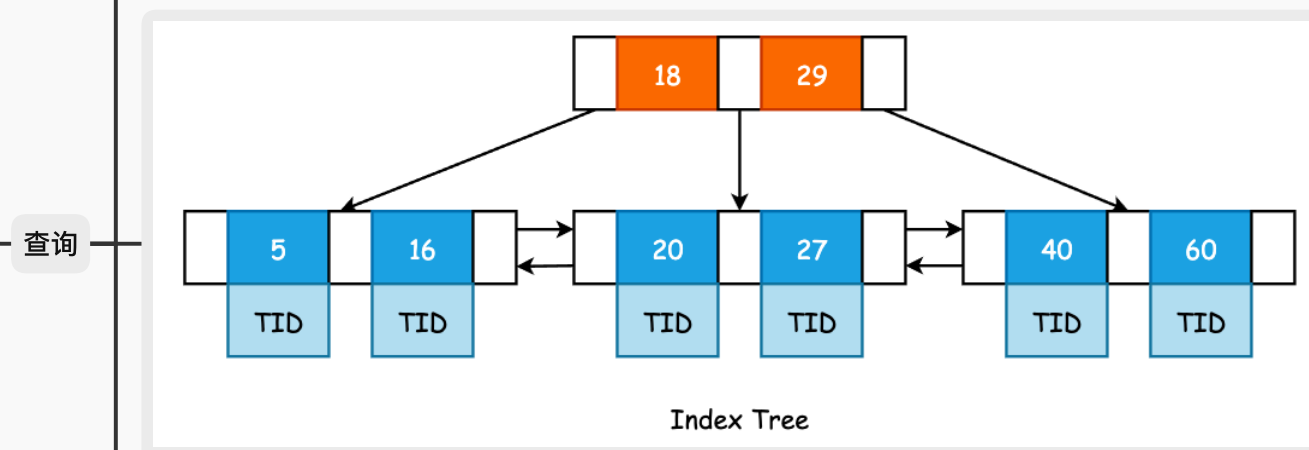 18 29
查询
5 16 20 27 40 60
TID TID TID TID TID TID
Index Tree